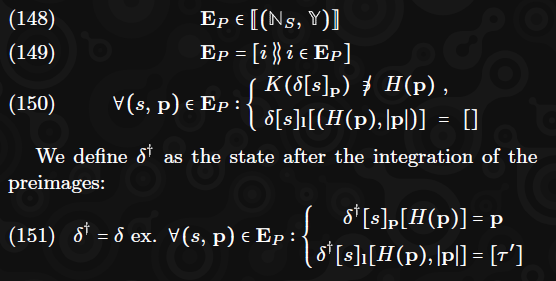 (148) E_P ∈ ⟦(ℕ_S, 𝕐)⟧
(149) E_P = [i ⦄⦄ i ∈ E_P]
(150) ∀(s, p) ∈ E_P : { K(δ[s]_p) ∌ H(p) ,
δ[s]_l[(H(p),|p|)] = []
We define δ† as the state after the integration of the
preimages:
(151) δ† = δ ex. ∀(s, p) ∈ E_P : { δ†[s]_p[H(p)] = p
δ†[s]_l[H(p),|p|] = [τ′]